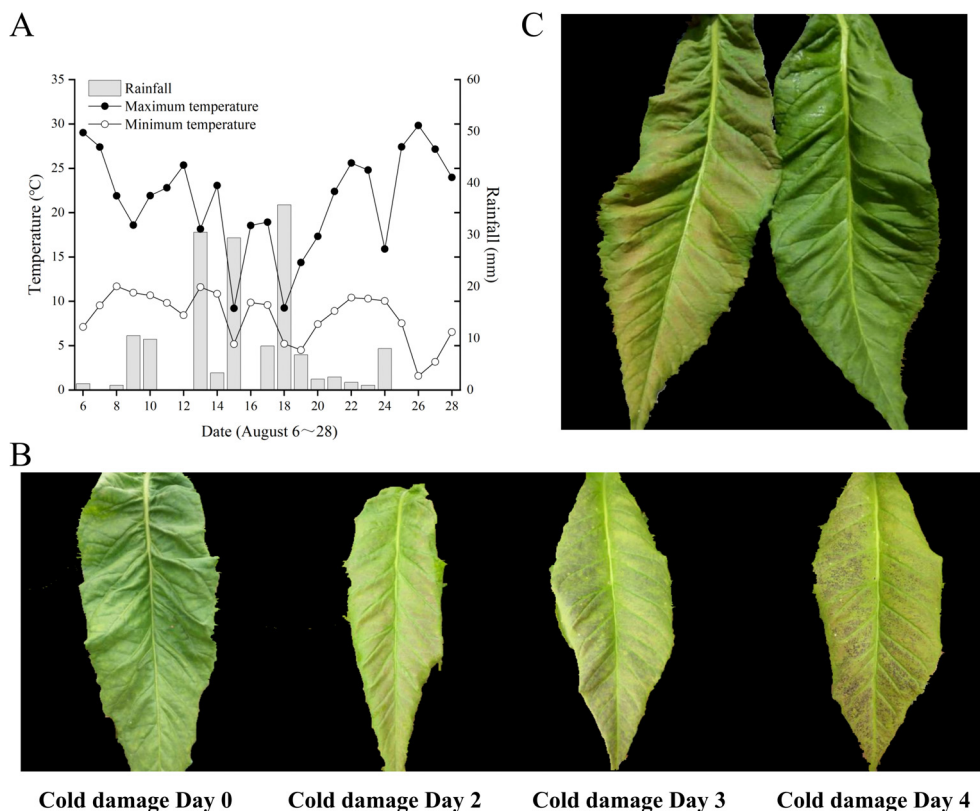 A
C
Rainfall
Maximum temperature
Minimum temperature
Temperature (°C)
35
30
25
20
15
10
5
0
60
50
40
30
20
10
0
Rainfall (mm)
6 8 10 12 14 16 18 20 22 24 26 28
Date (August 6～28)
B
Cold damage Day 0 Cold damage Day 2 Cold damage Day 3 Cold damage Day 4